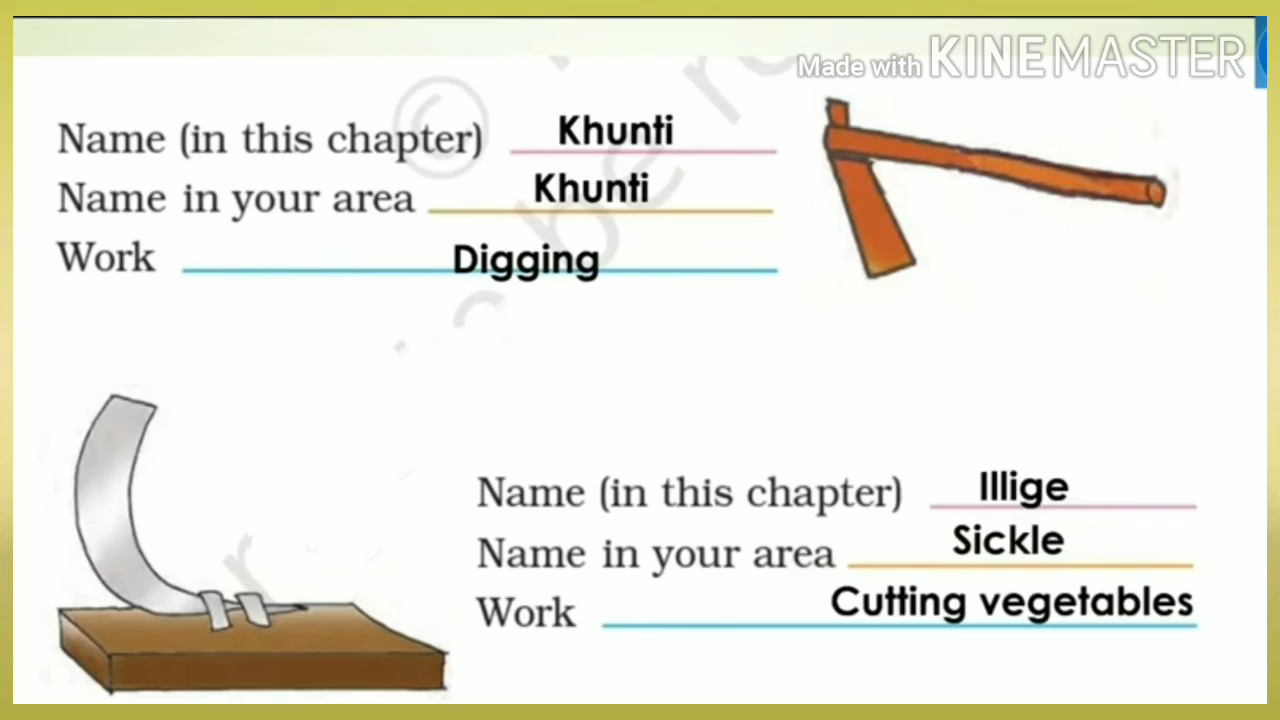 Made with KINEMASTER
Name (in this chapter) Khunti
Name in your area Khunti
Work Digging
Name (in this chapter) Illige
Name in your area Sickle
Work Cutting vegetables